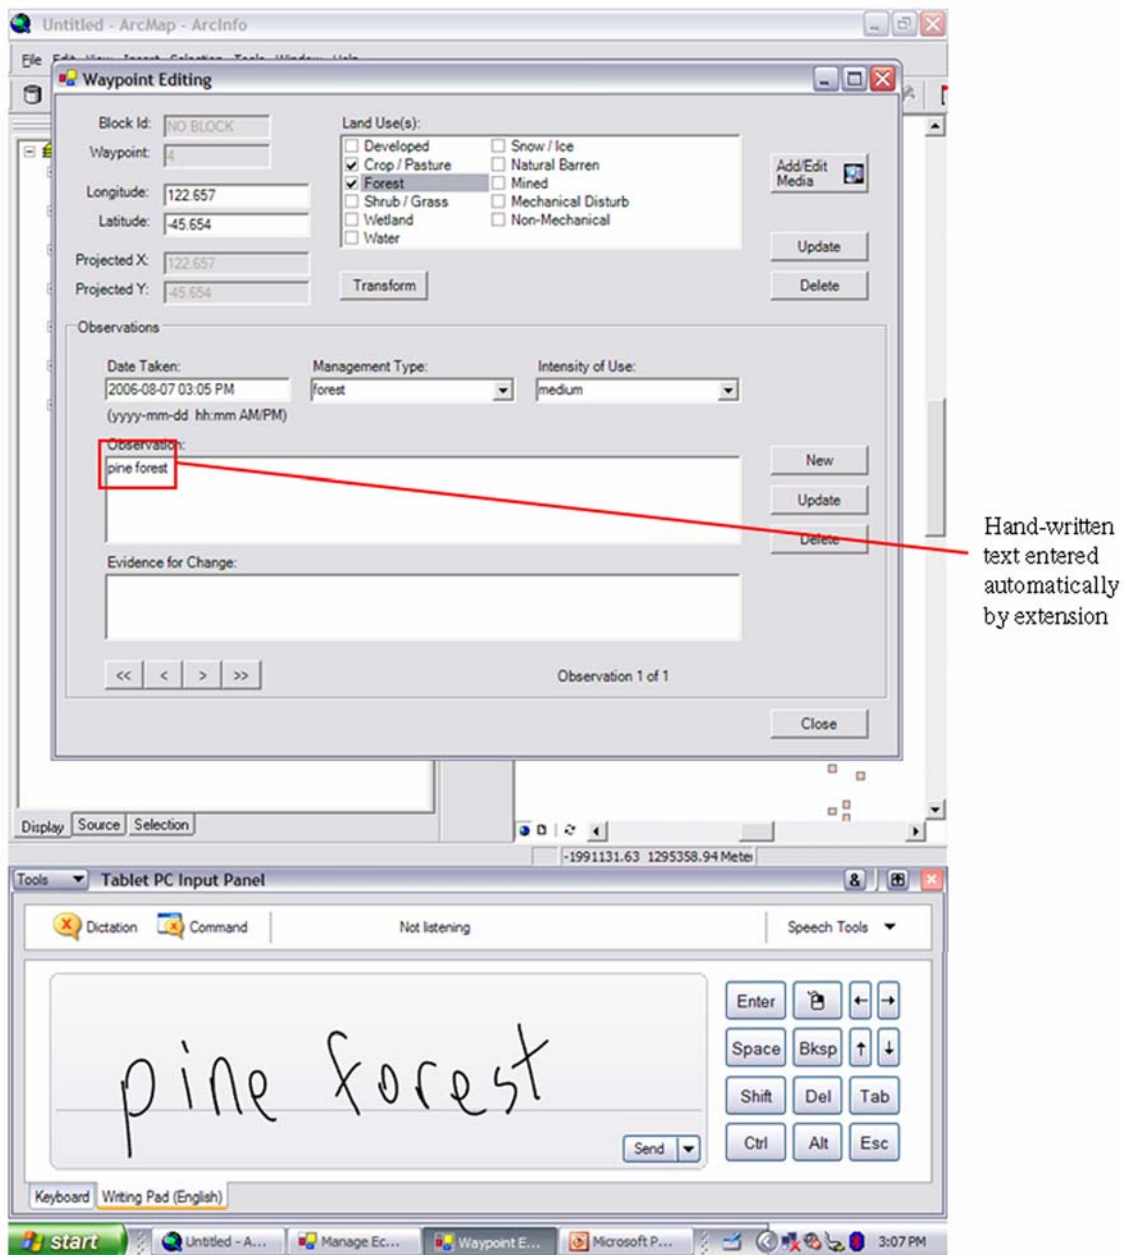 Untitled - ArcMap - ArcInfo
File Edit View Insert Selection Tools Window Help
Waypoint Editing
Block Id: NO BLOCK
Waypoint: 4
Longitude: 122.657
Latitude: -45.654
Projected X: 122.657
Projected Y: -45.654
Land Use(s):
Developed
Crop / Pasture
Forest
Shrub / Grass
Wetland
Water
Snow / Ice
Natural Barren
Mined
Mechanical Disturb
Non-Mechanical
Transform
Add/Edit
Media
Update
Delete
Observations
Date Taken:
2006-08-07 03:05 PM
(yyyy-mm-dd hh:mm AM/PM)
Management Type:
forest
Intensity of Use:
medium
Observation:
pine forest
New
Update
Delete
Evidence for Change:
<< < > >>
Observation 1 of 1
Close
Hand-written
text entered
automatically
by extension
Display Source Selection
-1991131.63 1295358.94 Meter
Tools Tablet PC Input Panel
Dictation Command Not listening Speech Tools
pine forest
Send
Enter
Space Bksp
Shift Del Tab
Ctrl Alt Esc
Keyboard Writing Pad (English)
start Untitled - A... Manage Ec... Waypoint E... Microsoft P... 3:07 PM